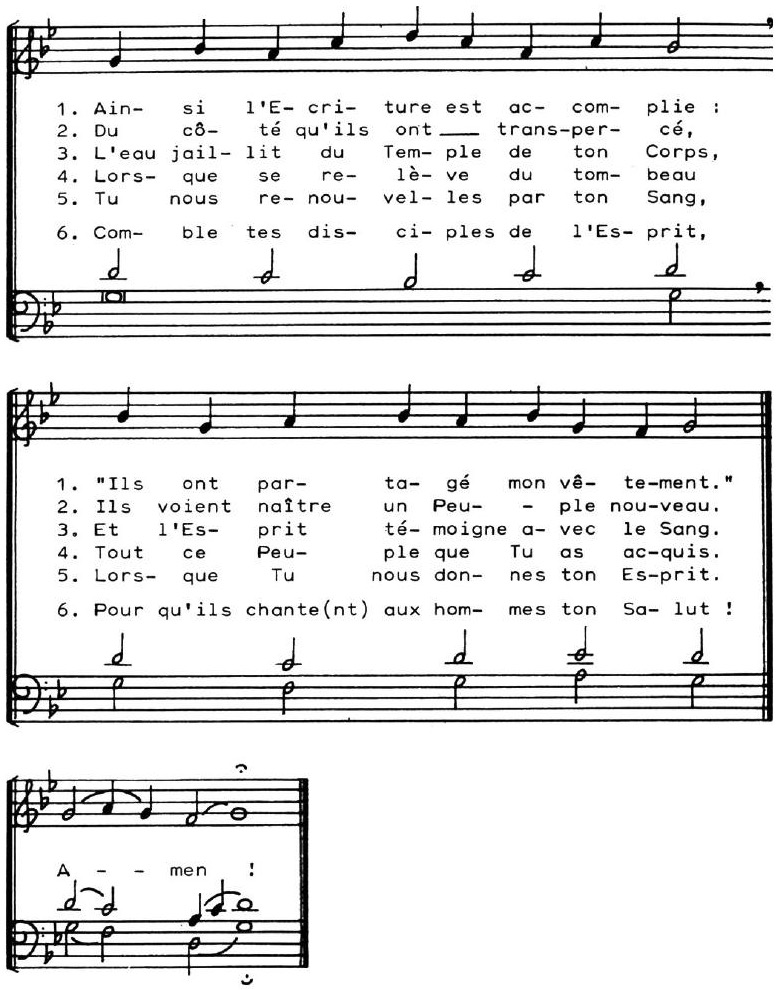 1. Ain- si l'E- cri- ture est ac- com- plie :
2. Du cô- té qu'ils ont ___ trans-per- cé,
3. L'eau jail- lit du Tem- ple de ton Corps,
4. Lors- que se re- lè- ve du tom- beau
5. Tu nous re- nou- vel- les par ton Sang,
6. Com- ble tes dis- ci- ples de l'Es- prit,
1. "Ils ont par- ta- gé mon vê- te-ment."
2. Ils voient naître un Peu- - ple nou-veau.
3. Et l'Es- prit té- moigne a- vec le Sang.
4. Tout ce Peu- ple que Tu as ac-quis.
5. Lors- que Tu nous don- nes ton Es-prit.
6. Pour qu'ils chante(nt) aux hom- mes ton Sa- lut !
A - - men !